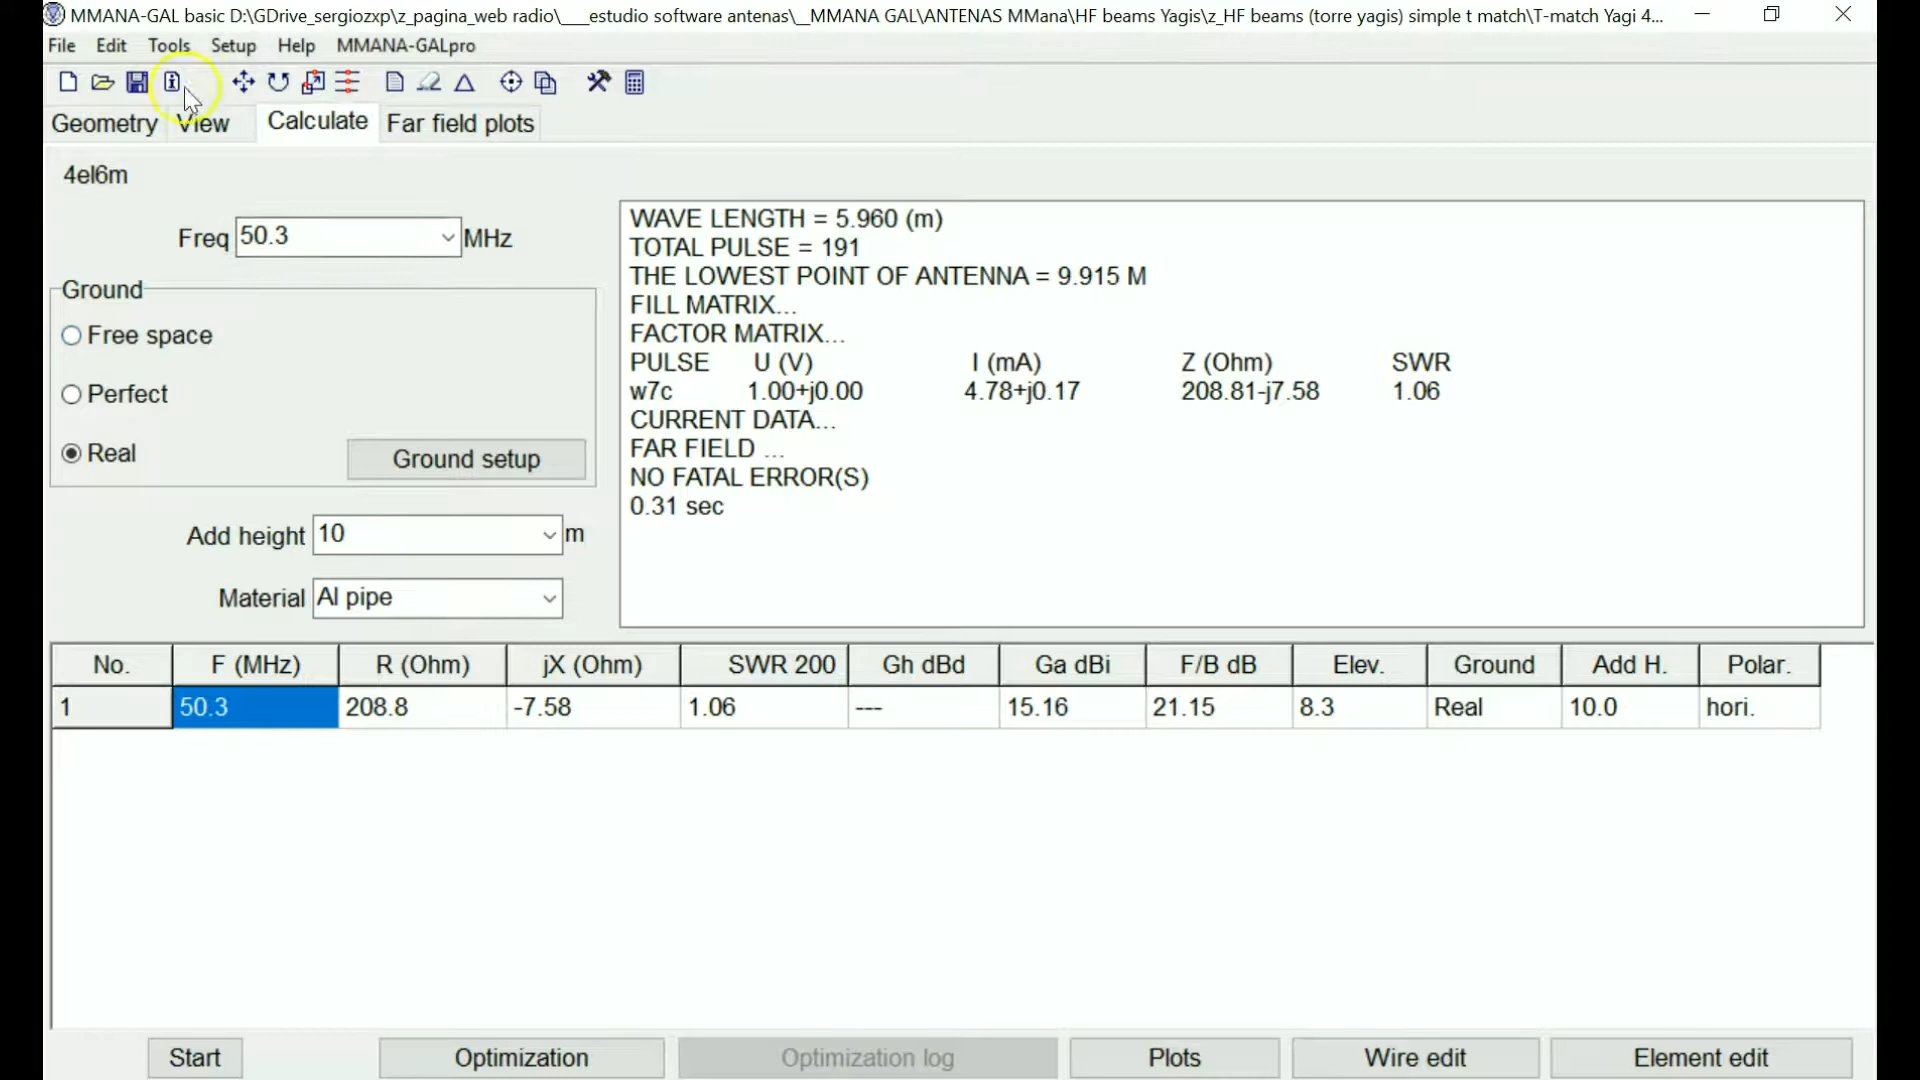 MMANA-GAL basic D:\GDrive_sergiozxp\z_pagina_web radio\___estudio software antenas\_MMANA GAL\ANTENAS MMana\HF beams Yagis\z_HF beams (torre yagis) simple t match\T-match Yagi 4...
File Edit Tools Setup Help MMANA-GALpro
Geometry View Calculate Far field plots
4el6m
Freq 50.3 MHz
Ground
Free space
Perfect
Real Ground setup
Add height 10 m
Material Al pipe
WAVE LENGTH = 5.960 (m)
TOTAL PULSE = 191
THE LOWEST POINT OF ANTENNA = 9.915 M
FILL MATRIX...
FACTOR MATRIX...
PULSE U (V) I (mA) Z (Ohm) SWR
w7c 1.00+j0.00 4.78+j0.17 208.81-j7.58 1.06
CURRENT DATA...
FAR FIELD ...
NO FATAL ERROR(S)
0.31 sec
No. F (MHz) R (Ohm) jX (Ohm) SWR 200 Gh dBd Ga dBi F/B dB Elev. Ground Add H. Polar.
1 50.3 208.8 -7.58 1.06 --- 15.16 21.15 8.3 Real 10.0 hori.
Start Optimization Optimization log Plots Wire edit Element edit